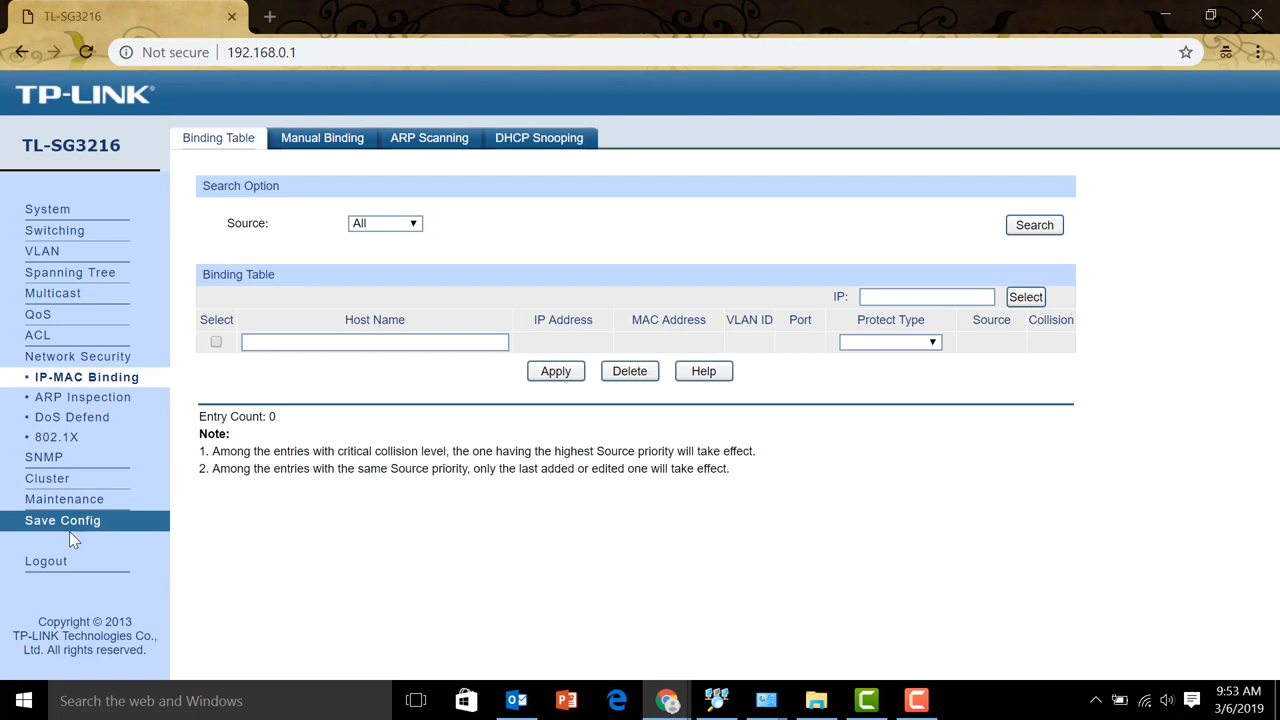 TL-SG3216
Not secure
192.168.0.1
TP-LINK
TL-SG3216
Binding Table
Manual Binding
ARP Scanning
DHCP Snooping
System
Switching
VLAN
Spanning Tree
Multicast
QoS
ACL
Network Security
• IP-MAC Binding
• ARP Inspection
• DoS Defend
• 802.1X
SNMP
Cluster
Maintenance
Save Config
Logout
Copyright © 2013
TP-LINK Technologies Co.,
Ltd. All rights reserved.
Search Option
Source:
All
Search
Binding Table
IP:
Select
Select
Host Name
IP Address
MAC Address
VLAN ID
Port
Protect Type
Source
Collision
Apply
Delete
Help
Entry Count: 0
Note:
1. Among the entries with critical collision level, the one having the highest Source priority will take effect.
2. Among the entries with the same Source priority, only the last added or edited one will take effect.
Search the web and Windows
9:53 AM
3/6/2019